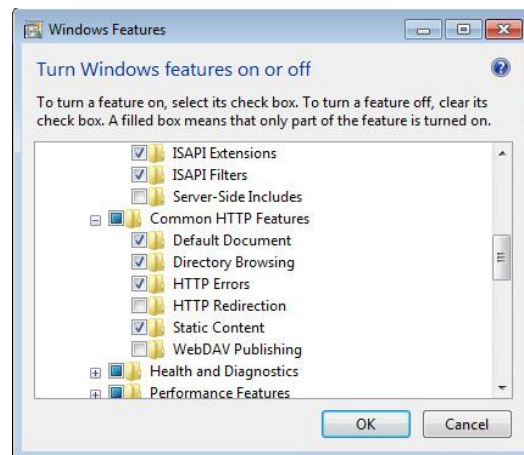 Windows Features
Turn Windows features on or off
To turn a feature on, select its check box. To turn a feature off, clear its
check box. A filled box means that only part of the feature is turned on.
ISAPI Extensions
ISAPI Filters
Server-Side Includes
Common HTTP Features
Default Document
Directory Browsing
HTTP Errors
HTTP Redirection
Static Content
WebDAV Publishing
Health and Diagnostics
Performance Features
OK Cancel